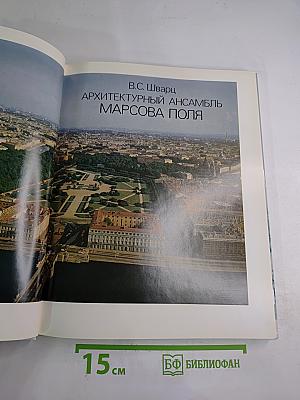 В.С. Шварц
АРХИТЕКТУРНЫЙ АНСАМБЛЬ
МАРСОВА ПОЛЯ
15 см
БФ БИБЛИОФАН